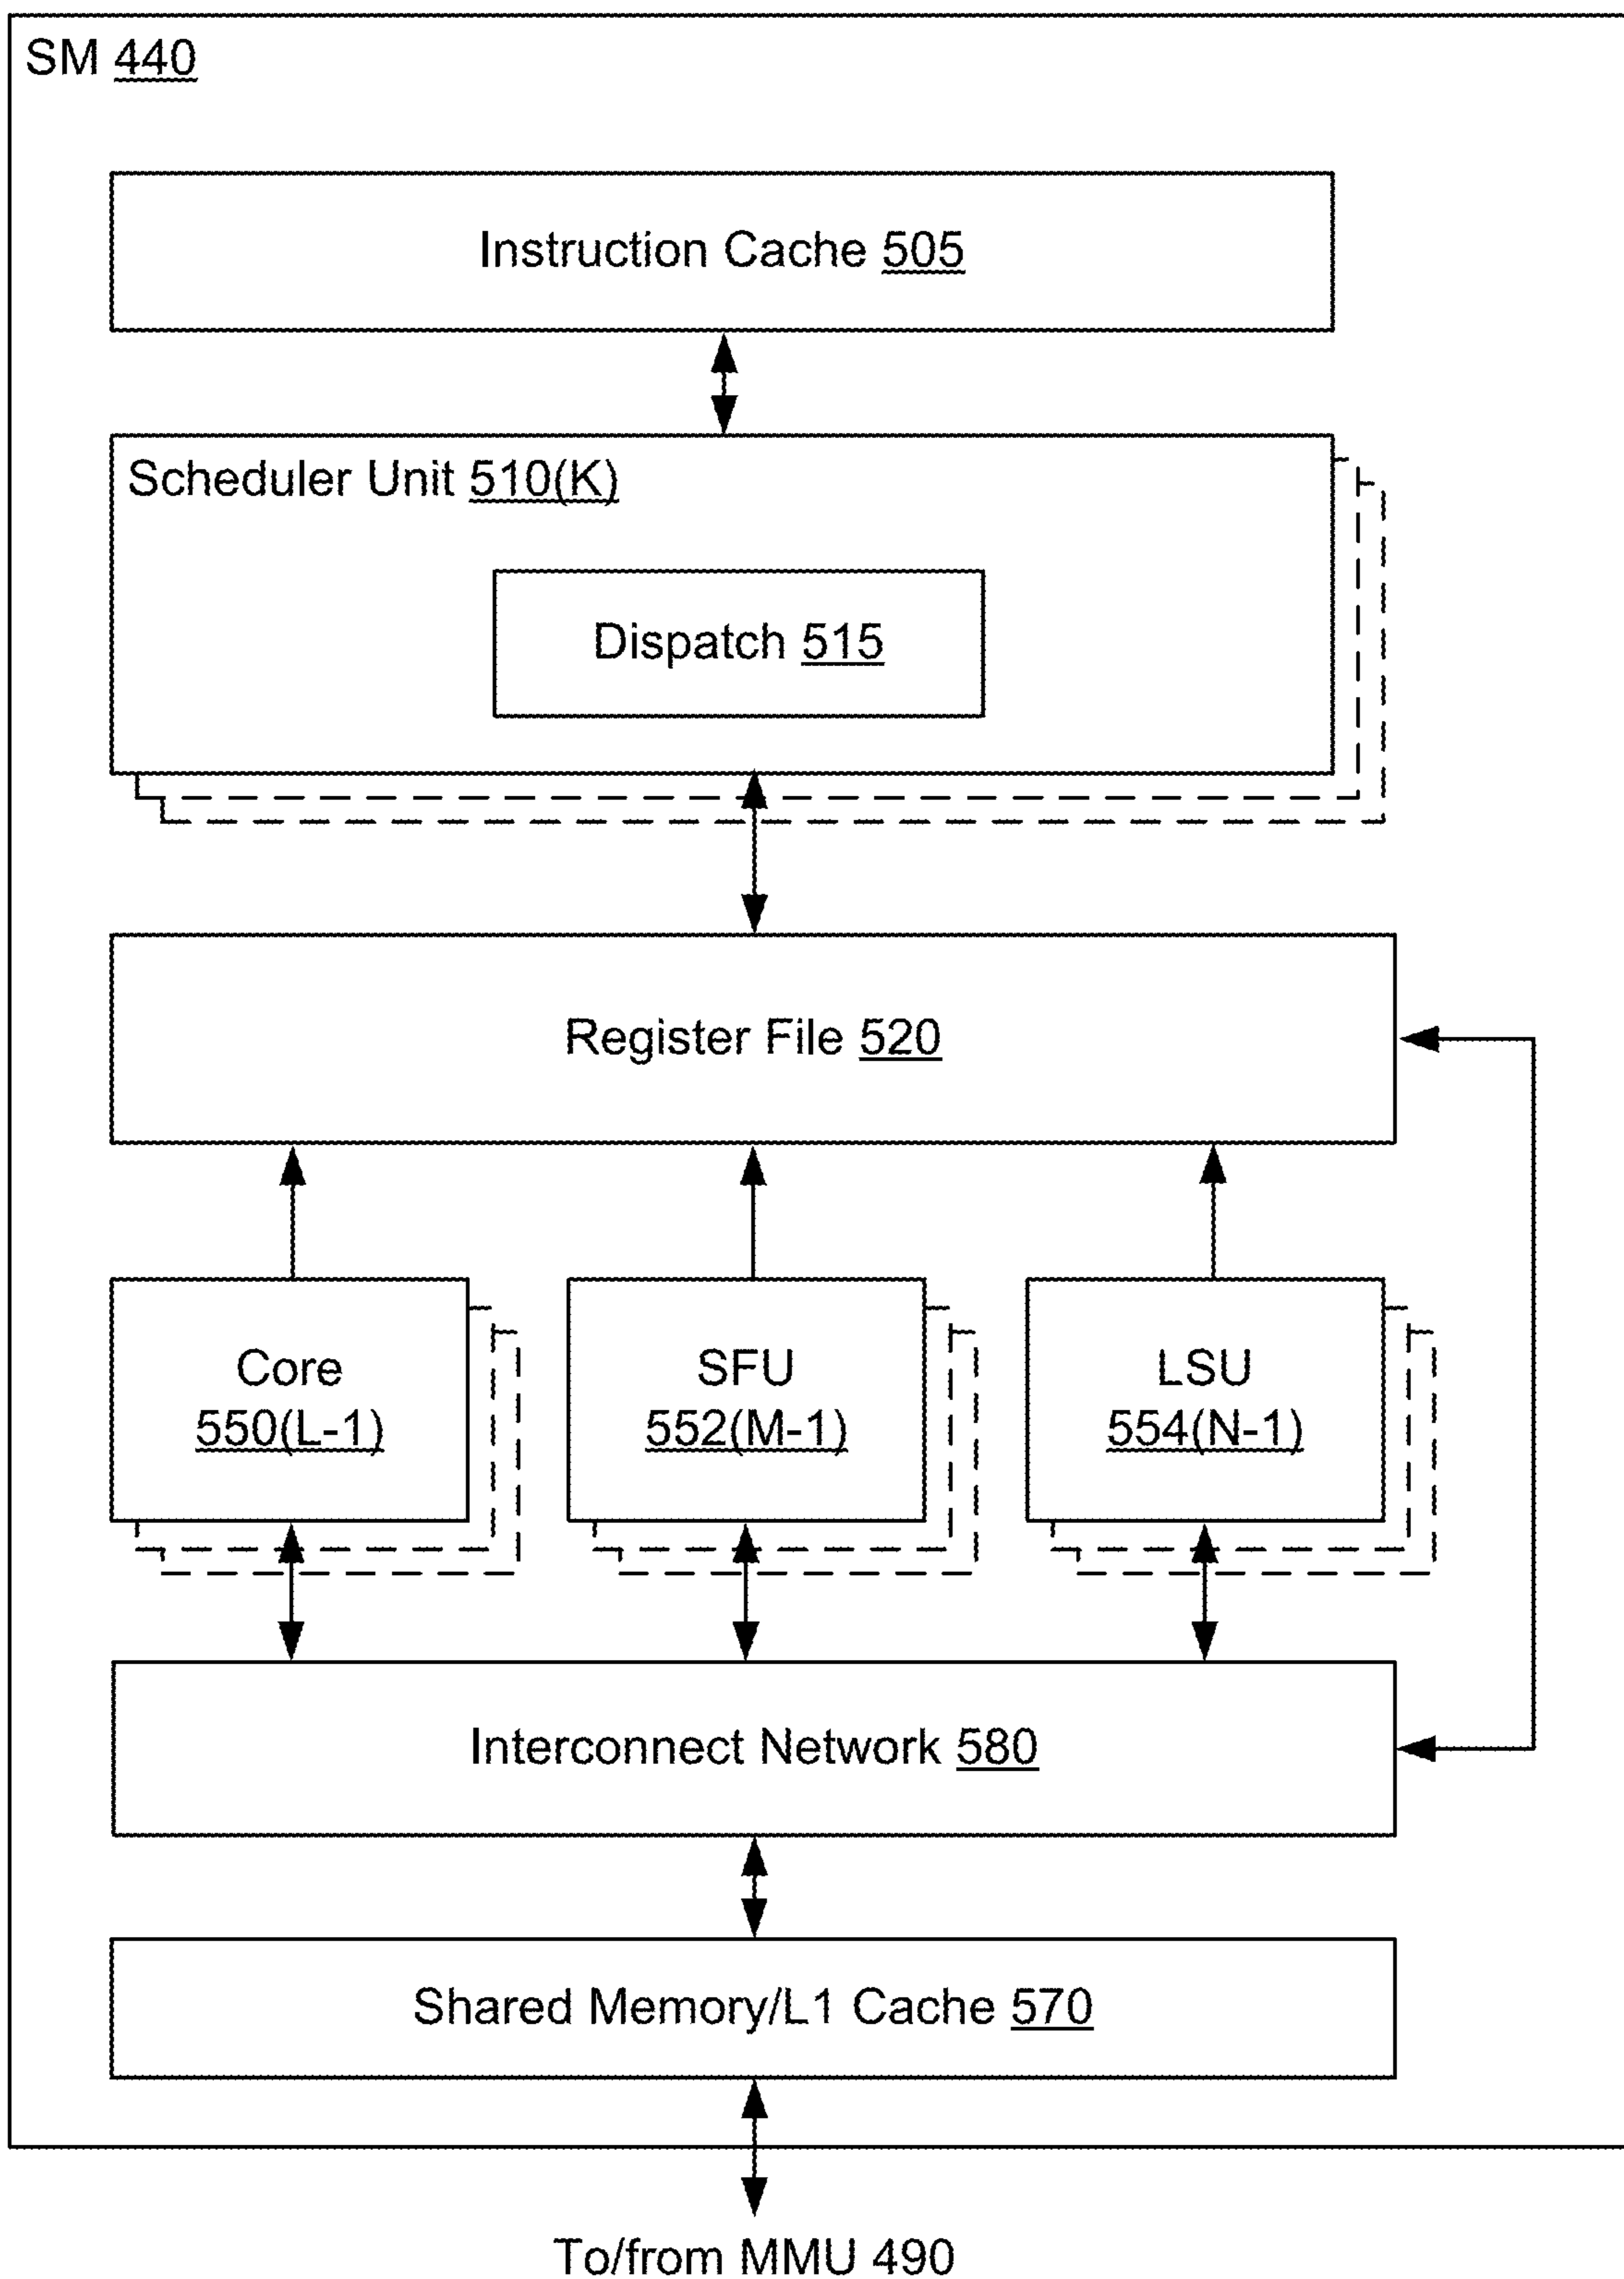 SM 440
Instruction Cache 505
Scheduler Unit 510(K)
Dispatch 515
Register File 520
Core
550(L-1)
SFU
552(M-1)
LSU
554(N-1)
Interconnect Network 580
Shared Memory/L1 Cache 570
To/from MMU 490